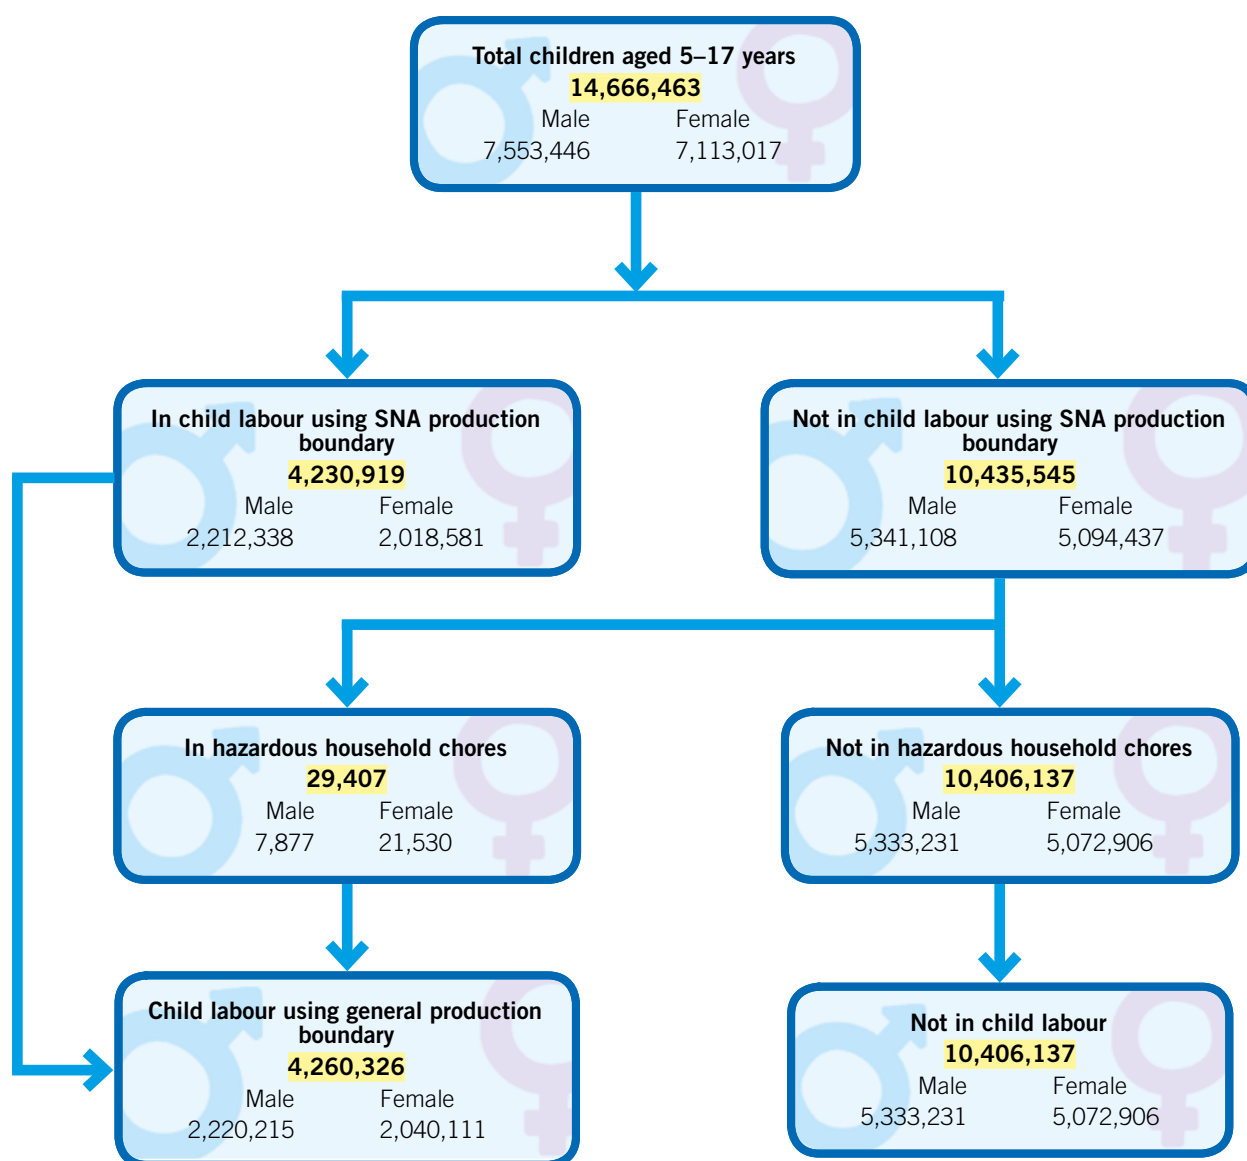 Total children aged 5–17 years
14,666,463
Male Female
7,553,446 7,113,017
In child labour using SNA production
boundary
4,230,919
Male Female
2,212,338 2,018,581
Not in child labour using SNA production
boundary
10,435,545
Male Female
5,341,108 5,094,437
In hazardous household chores
29,407
Male Female
7,877 21,530
Not in hazardous household chores
10,406,137
Male Female
5,333,231 5,072,906
Child labour using general production
boundary
4,260,326
Male Female
2,220,215 2,040,111
Not in child labour
10,406,137
Male Female
5,333,231 5,072,906